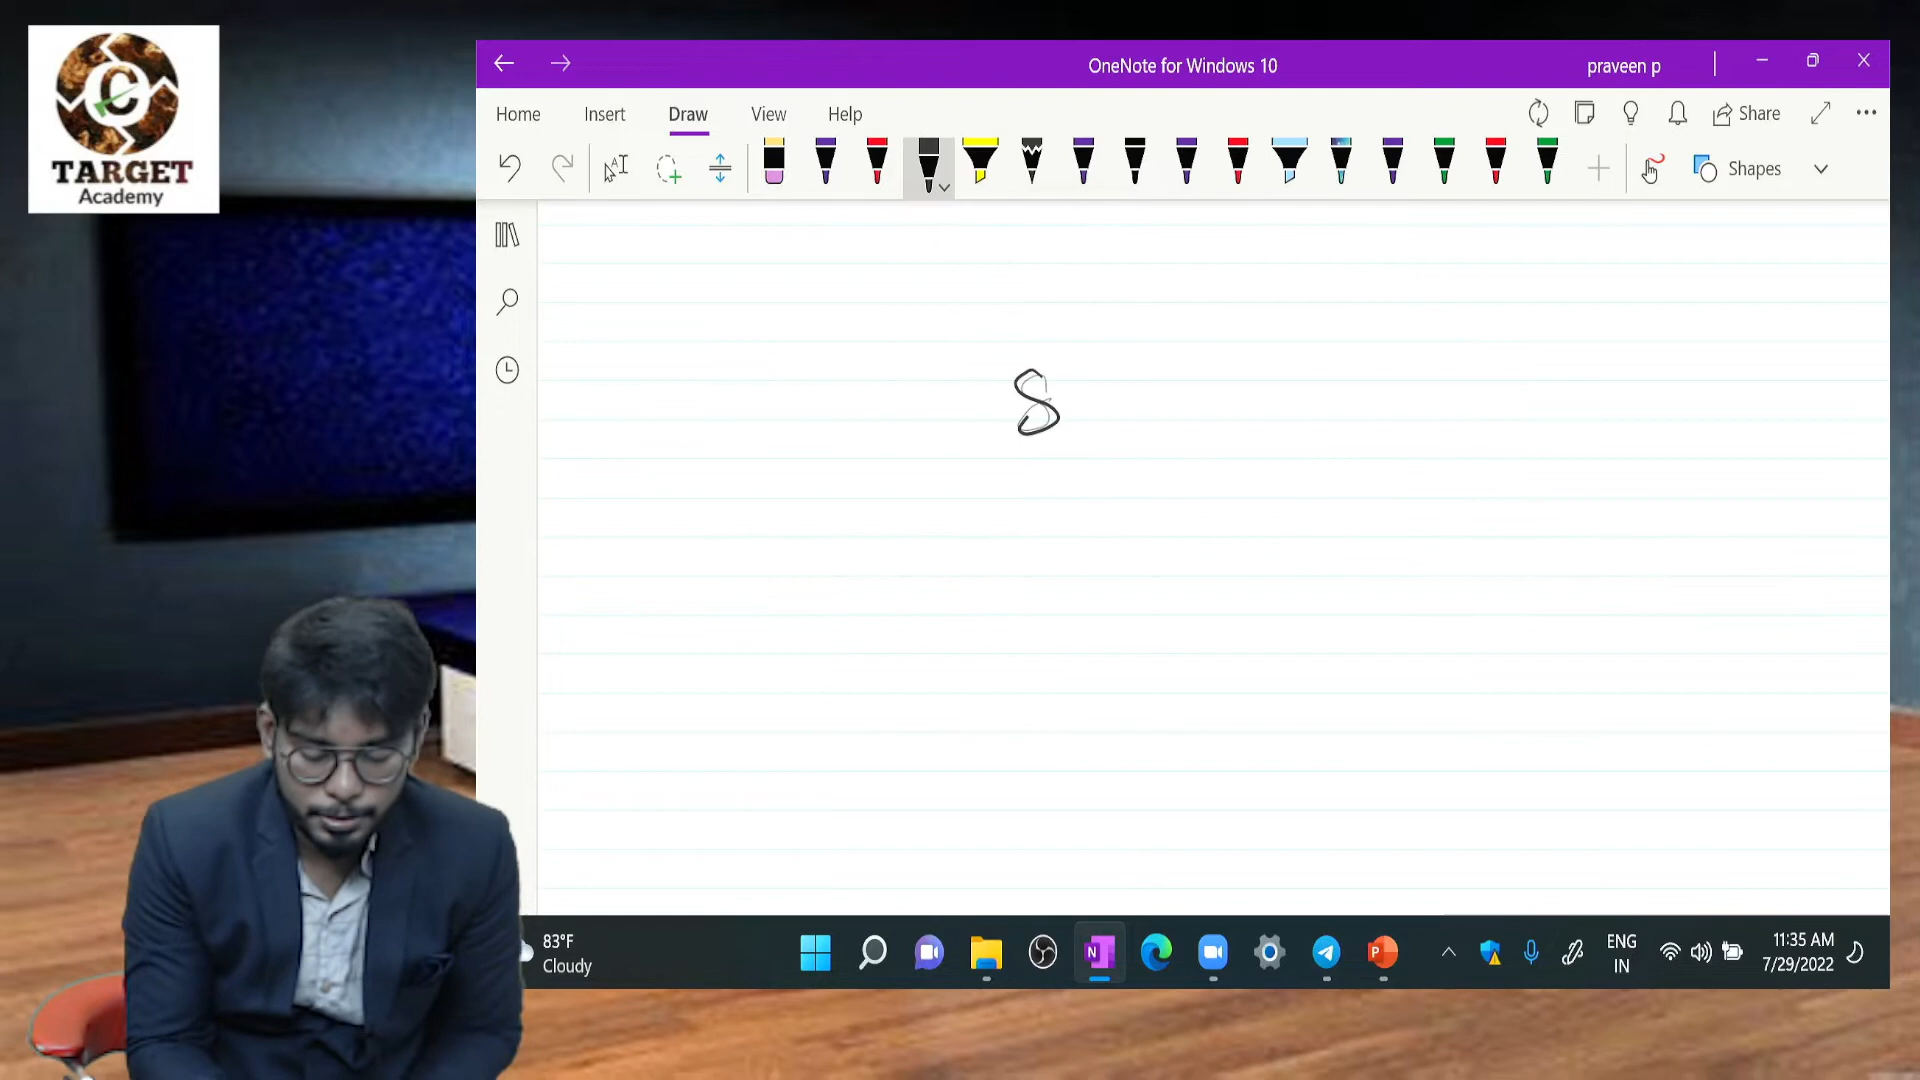 C
TARGET
Academy
OneNote for Windows 10
praveen p
Home Insert Draw View Help
Share
Shapes
8
83°F
Cloudy
ENG
IN
11:35 AM
7/29/2022